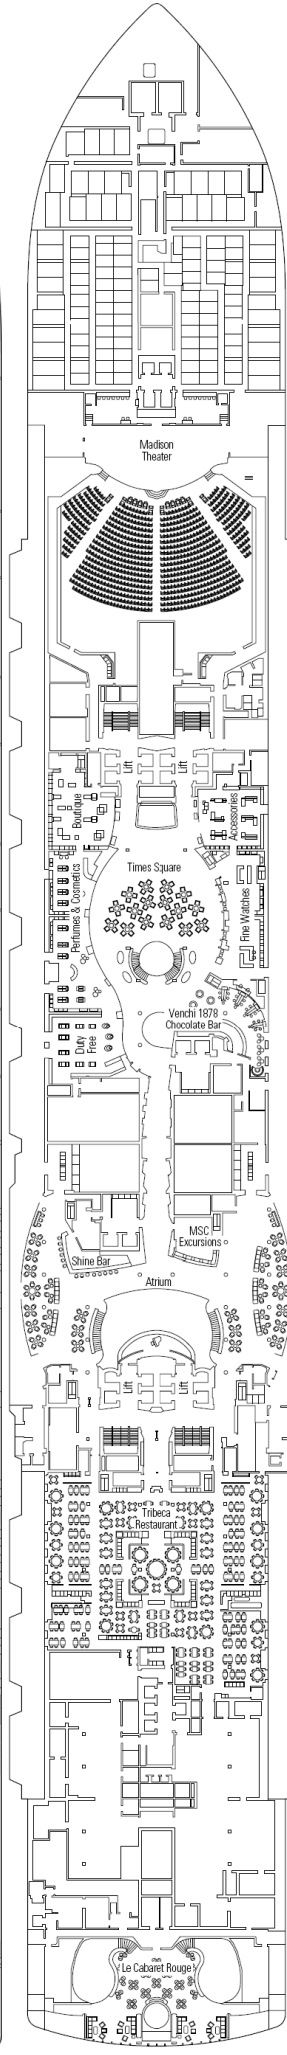 Madison
Theater
Lift
Lift
Boutique
Accessories
Times Square
Perfumes & Cosmetics
Fine Watches
Venchi 1878
Chocolate Bar
Duty
Free
MSC
Excursions
Shine Bar
Atrium
Lift
Lift
Tribeca
Restaurant
Le Cabaret Rouge